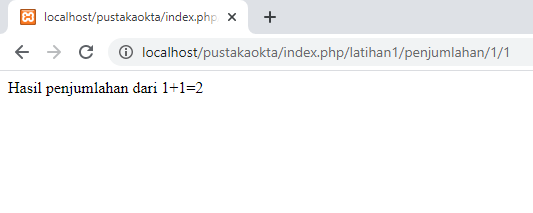 localhost/pustakaokta/index.php
localhost/pustakaokta/index.php/latihan1/penjumlahan/1/1
Hasil penjumlahan dari 1+1=2